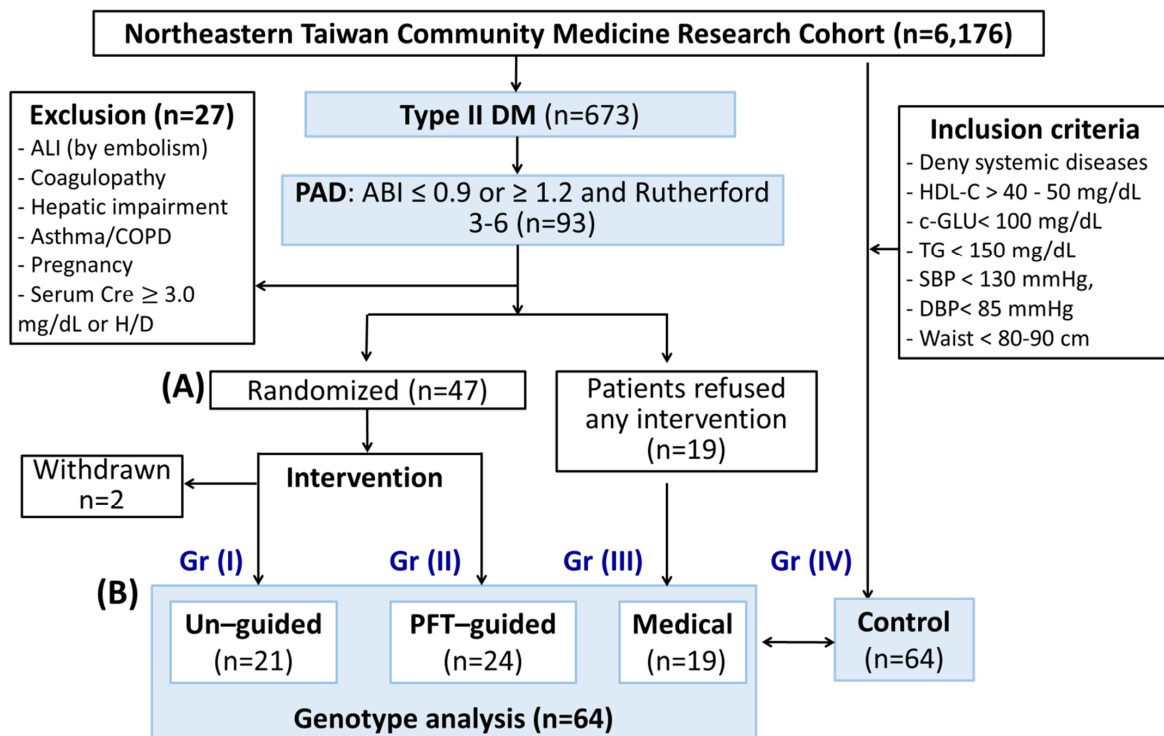 Northeastern Taiwan Community Medicine Research Cohort (n=6,176)
Exclusion (n=27)
- ALI (by embolism)
- Coagulopathy
- Hepatic impairment
- Asthma/COPD
- Pregnancy
- Serum Cre ≥ 3.0
mg/dL or H/D
Type II DM (n=673)
PAD: ABI ≤ 0.9 or ≥ 1.2 and Rutherford
3-6 (n=93)
Inclusion criteria
- Deny systemic diseases
- HDL-C > 40 - 50 mg/dL
- c-GLU< 100 mg/dL
- TG < 150 mg/dL
- SBP < 130 mmHg,
- DBP< 85 mmHg
- Waist < 80-90 cm
(A)
Randomized (n=47)
Patients refused
any intervention
(n=19)
Withdrawn
n=2
Intervention
Gr (I)
Gr (II)
Gr (III)
Gr (IV)
(B)
Un–guided
(n=21)
PFT–guided
(n=24)
Medical
(n=19)
Control
(n=64)
Genotype analysis (n=64)